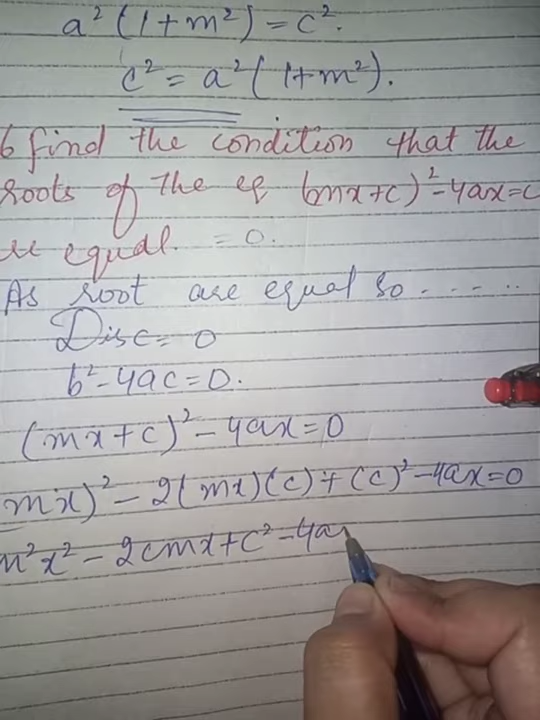 a² (1+m²) = c².
c² = a² (1+m²).
6 find the condition that the
roots of the eq (mx+c)² - 4ax = 0
are equal. = 0.
As root are equal so .....
Disc = 0
b² - 4ac = 0.
(mx + c)² - 4ax = 0
mx)² - 2(mx)(c) + (c)² - 4ax = 0
m²x² - 2cmx + c² - 4a